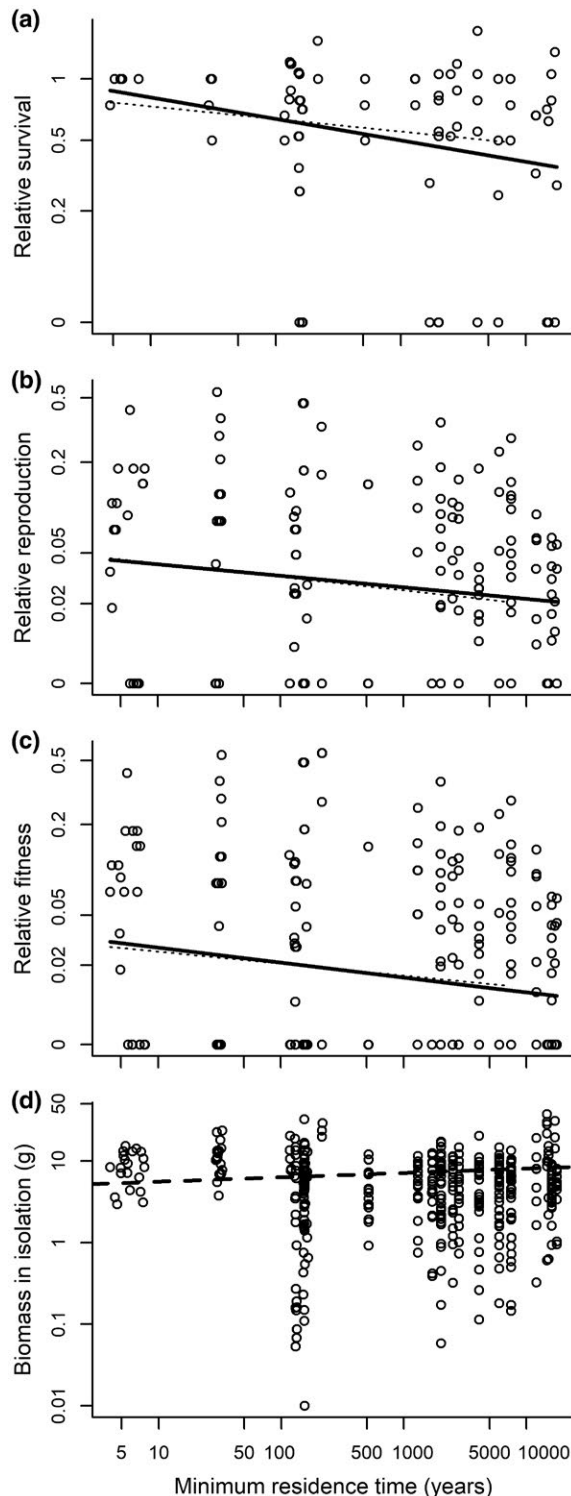 (a)
Relative survival
1
0.5
0.2
0
(b)
Relative reproduction
0.5
0.2
0.05
0.02
0
(c)
Relative fitness
0.5
0.2
0.05
0.02
0
(d)
Biomass in isolation (g)
50
10
1
0.1
0.01
5 10 50 100 500 1000 5000 10000
Minimum residence time (years)